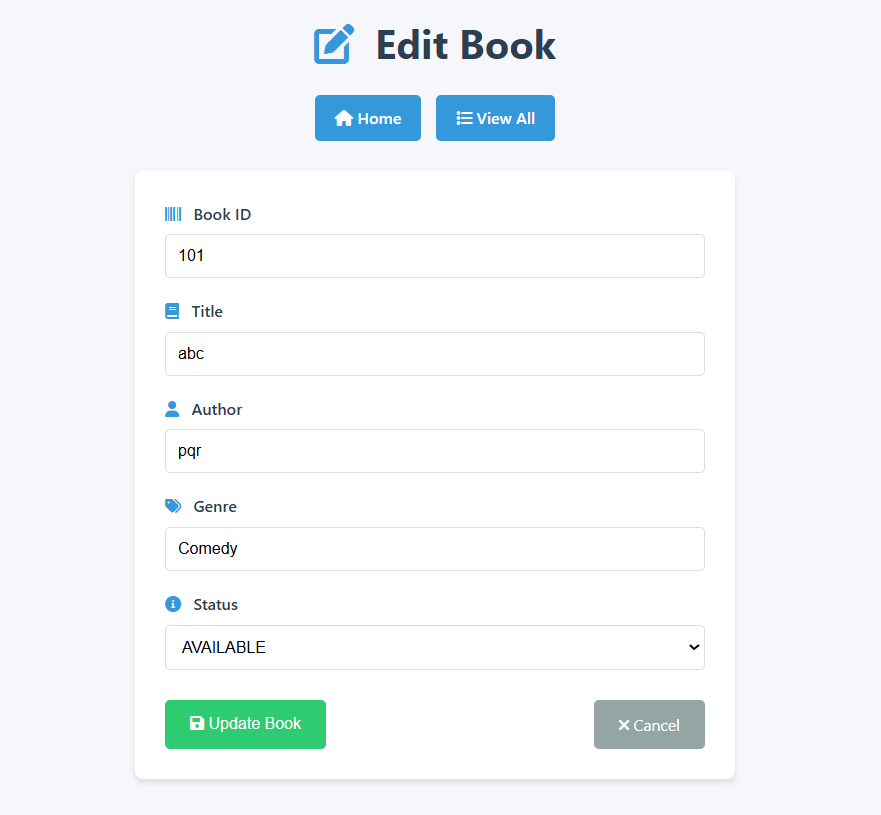 Edit Book
Home View All
Book ID
101
Title
abc
Author
pqr
Genre
Comedy
Status
AVAILABLE
Update Book Cancel